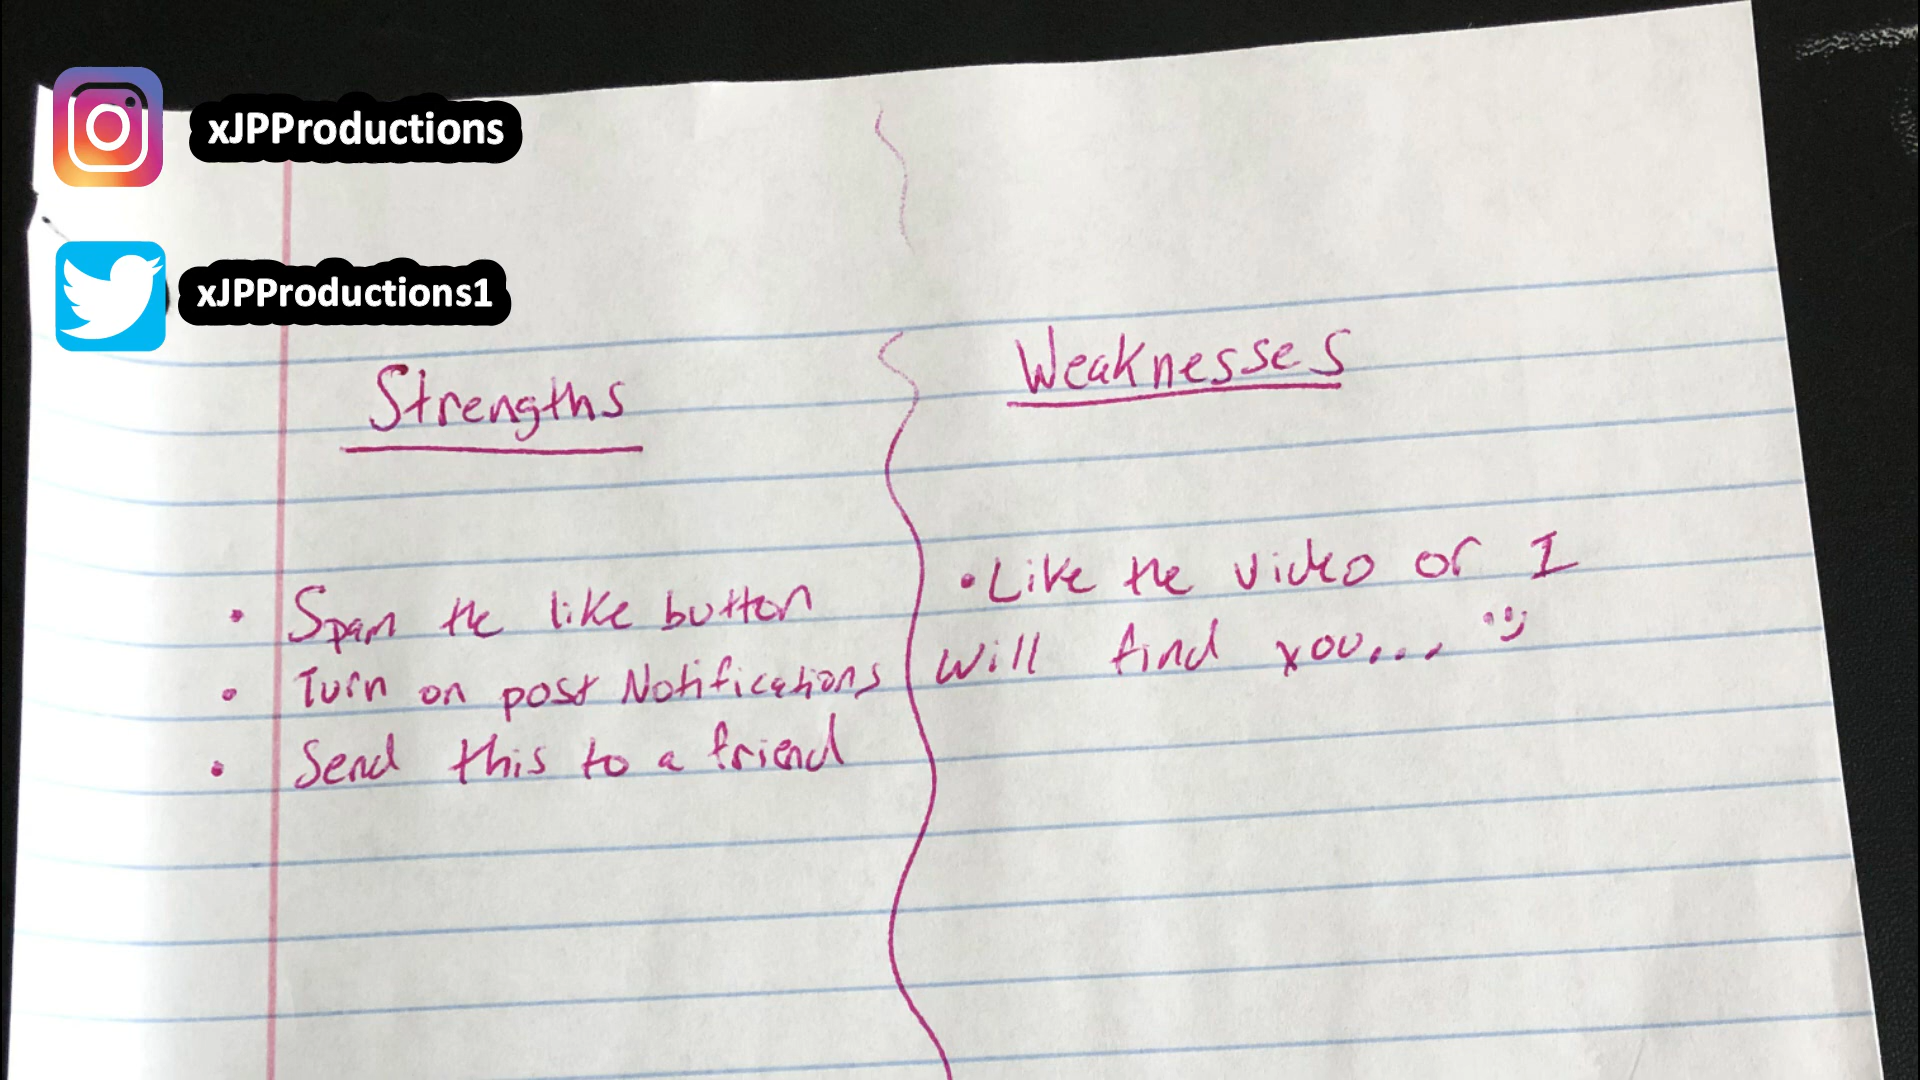 xJPProductions
xJPProductions1
Strengths
• Spam the like button
• Turn on post Notifications
• Send this to a friend
Weaknesses
• Like the video or I
will find you... :)